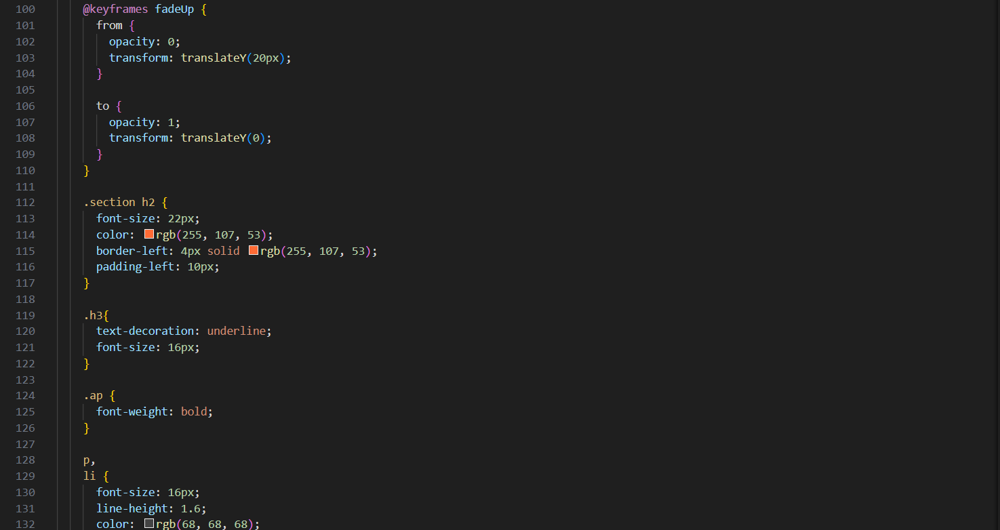 100 @keyframes fadeUp {
101 from {
102 opacity: 0;
103 transform: translateY(20px);
104 }
105
106 to {
107 opacity: 1;
108 transform: translateY(0);
109 }
110 }
111
112 .section h2 {
113 font-size: 22px;
114 color: rgb(255, 107, 53);
115 border-left: 4px solid rgb(255, 107, 53);
116 padding-left: 10px;
117 }
118
119 .h3{
120 text-decoration: underline;
121 font-size: 16px;
122 }
123
124 .ap {
125 font-weight: bold;
126 }
127
128 p,
129 li {
130 font-size: 16px;
131 line-height: 1.6;
132 color: rgb(68, 68, 68);